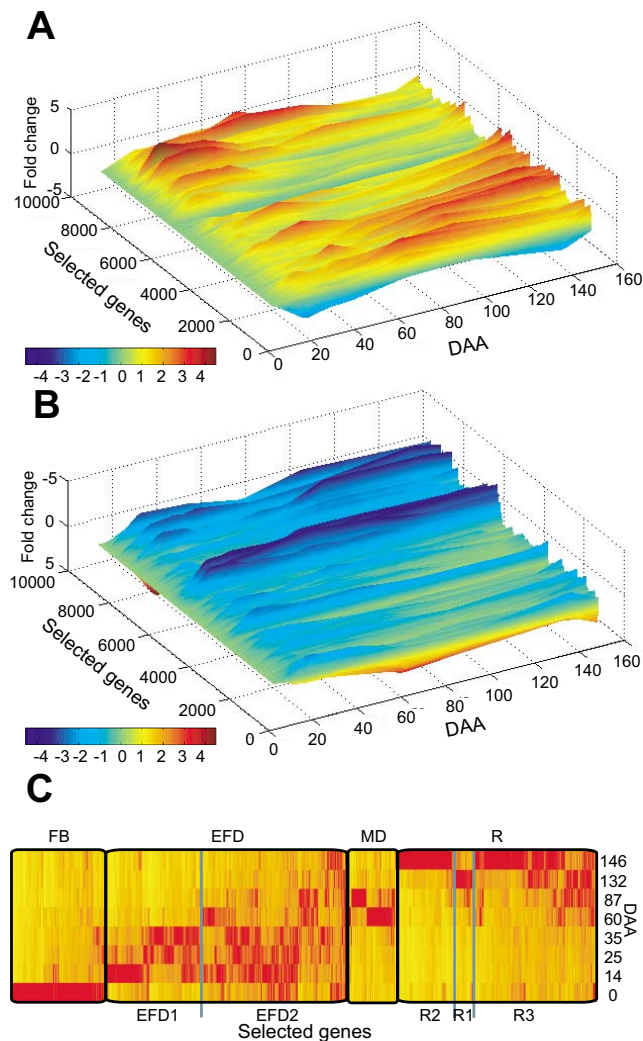 A
5
0
-5
Fold change
10000
8000
6000
4000
2000
0
Selected genes
0
20
40
60
80
100
120
140
160
DAA
-4 -3 -2 -1 0 1 2 3 4
B
-5
0
5
Fold change
10000
8000
6000
4000
2000
0
Selected genes
0
20
40
60
80
100
120
140
160
DAA
-4 -3 -2 -1 0 1 2 3 4
C
FB EFD MD R
146
132
87
60
35
25
14
0
DAA
EFD1 EFD2 R2 R1 R3
Selected genes